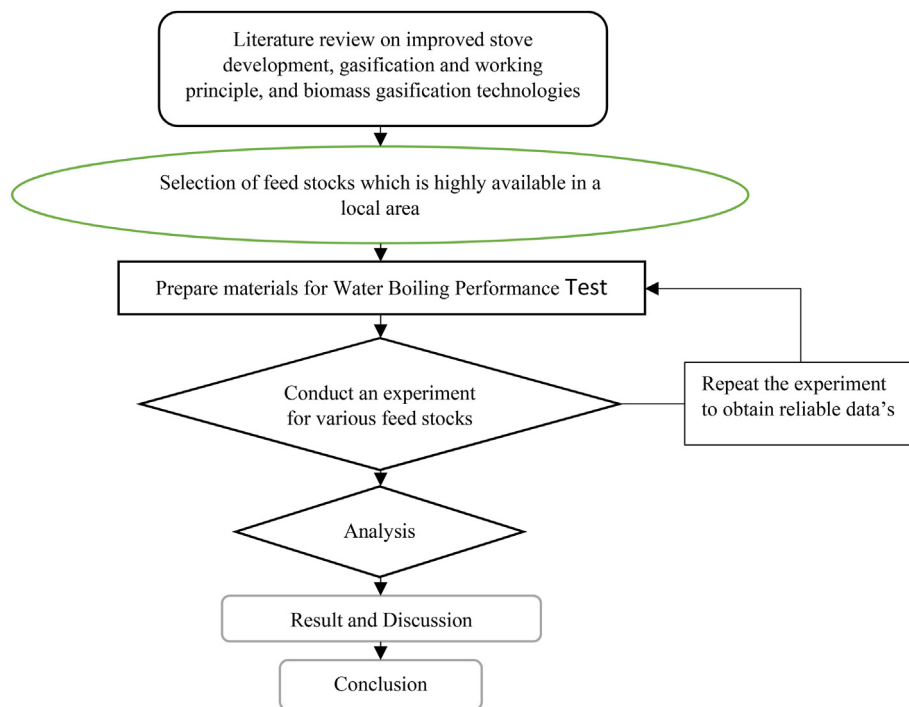 Literature review on improved stove
development, gasification and working
principle, and biomass gasification technologies
Selection of feed stocks which is highly available in a
local area
Prepare materials for Water Boiling Performance Test
Conduct an experiment
for various feed stocks
Repeat the experiment
to obtain reliable data’s
Analysis
Result and Discussion
Conclusion